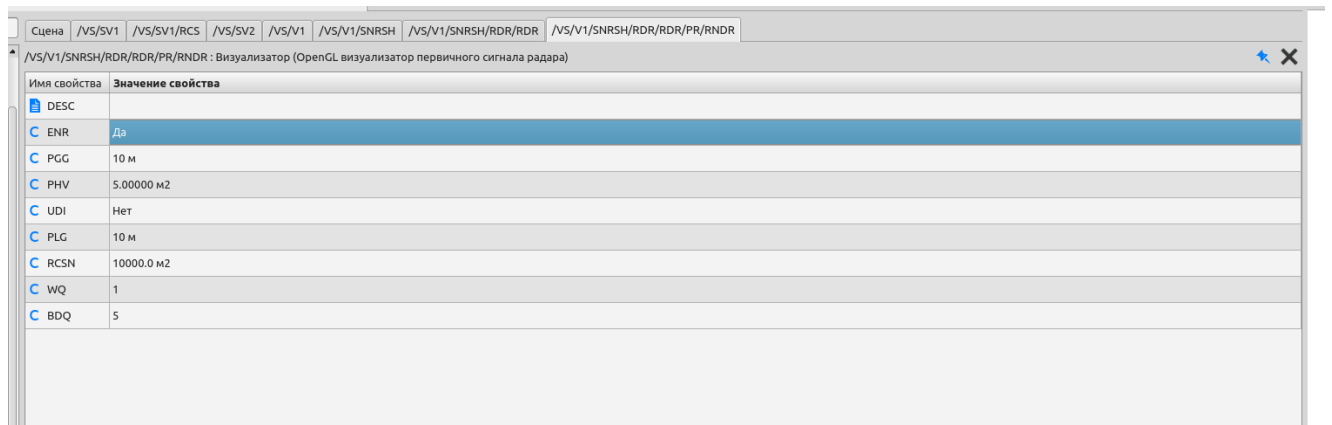 Сцена /VS/SV1 /VS/SV1/RCS /VS/SV2 /VS/V1 /VS/V1/SNRSH /VS/V1/SNRSH/RDR/RDR /VS/V1/SNRSH/RDR/RDR/PR/RNDR
/VS/V1/SNRSH/RDR/RDR/PR/RNDR : Визуализатор (OpenGL визуализатор первичного сигнала радара)
Имя свойства Значение свойства
DESC
C ENR Да
C PGG 10 м
C PHV 5.00000 м2
C UDI Нет
C PLG 10 м
C RCSN 10000.0 м2
C WQ 1
C BDQ 5